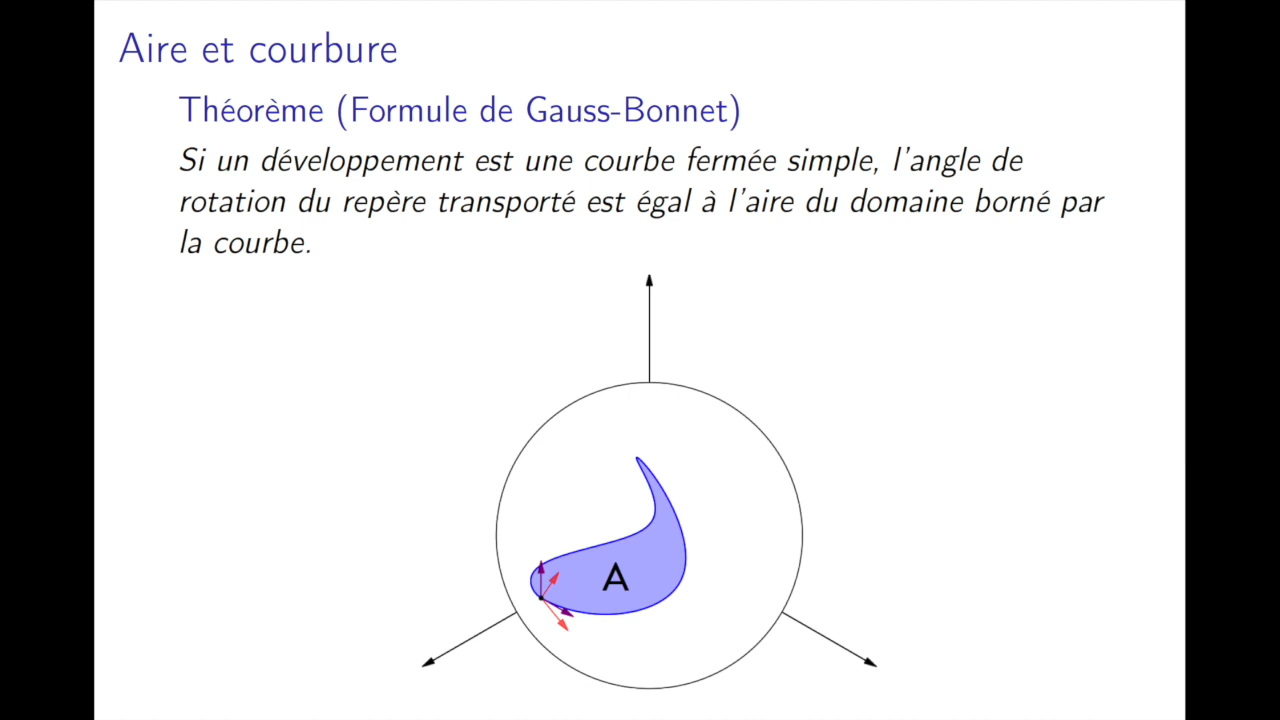 Aire et courbure
Théorème (Formule de Gauss-Bonnet)
Si un développement est une courbe fermée simple, l'angle de
rotation du repère transporté est égal à l'aire du domaine borné par
la courbe.
A